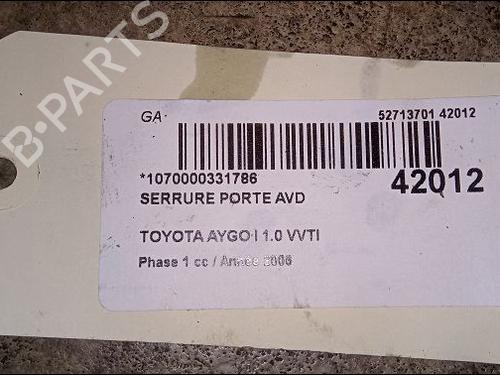 B-PARTS
GA
52713701 42012
*1070000331786
42012
SERRURE PORTE AVD
TOYOTA AYGO I 1.0 VVTI
Phase 1 cc / Année 2006